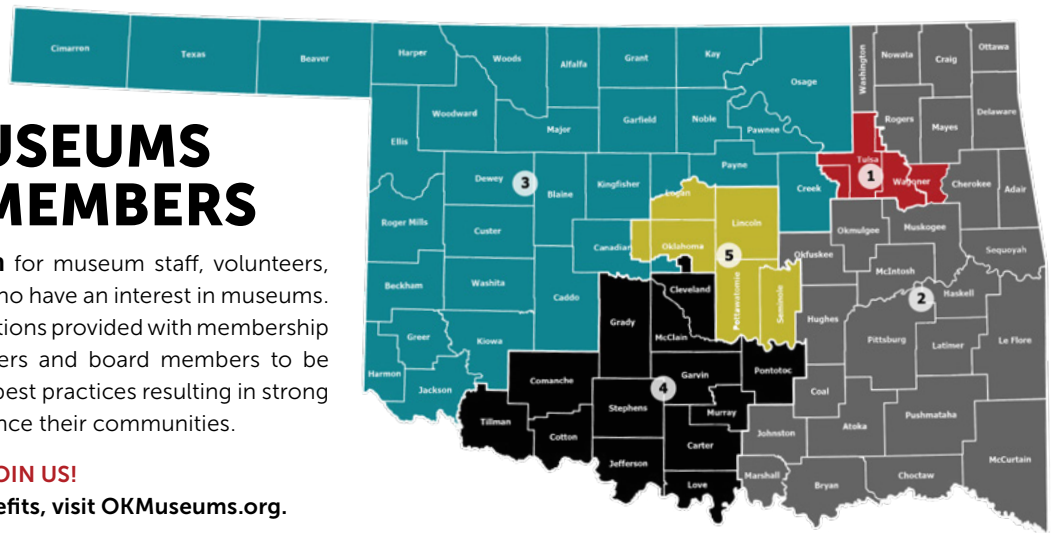 USEUMS
MEMBERS
for museum staff, volunteers,
ho have an interest in museums.
tions provided with membership
ers and board members to be
best practices resulting in strong
nce their communities.
OIN US!
efits, visit OKMuseums.org.
Cimarron
Texas
Beaver
Harper
Woods
Alfalfa
Grant
Kay
Osage
Washington
Nowata
Craig
Ottawa
Ellis
Woodward
Major
Garfield
Noble
Pawnee
Rogers
Mayes
Delaware
Roger Mills
Dewey
3
Blaine
Kingfisher
Logan
Payne
Creek
Tulsa
1
Wagoner
Cherokee
Adair
Custer
Canadian
Oklahoma
Lincoln
5
Okfuskee
Okmulgee
Muskogee
Sequoyah
McIntosh
Haskell
2
Beckham
Washita
Caddo
Grady
Cleveland
McClain
Pottawatomie
Seminole
Hughes
Pittsburg
Latimer
Le Flore
Greer
Kiowa
Harmon
Jackson
Tillman
Comanche
Cotton
Stephens
4
Garvin
Pontotoc
Murray
Coal
Johnston
Atoka
Pushmataha
McCurtain
Jefferson
Carter
Love
Marshall
Bryan
Choctaw